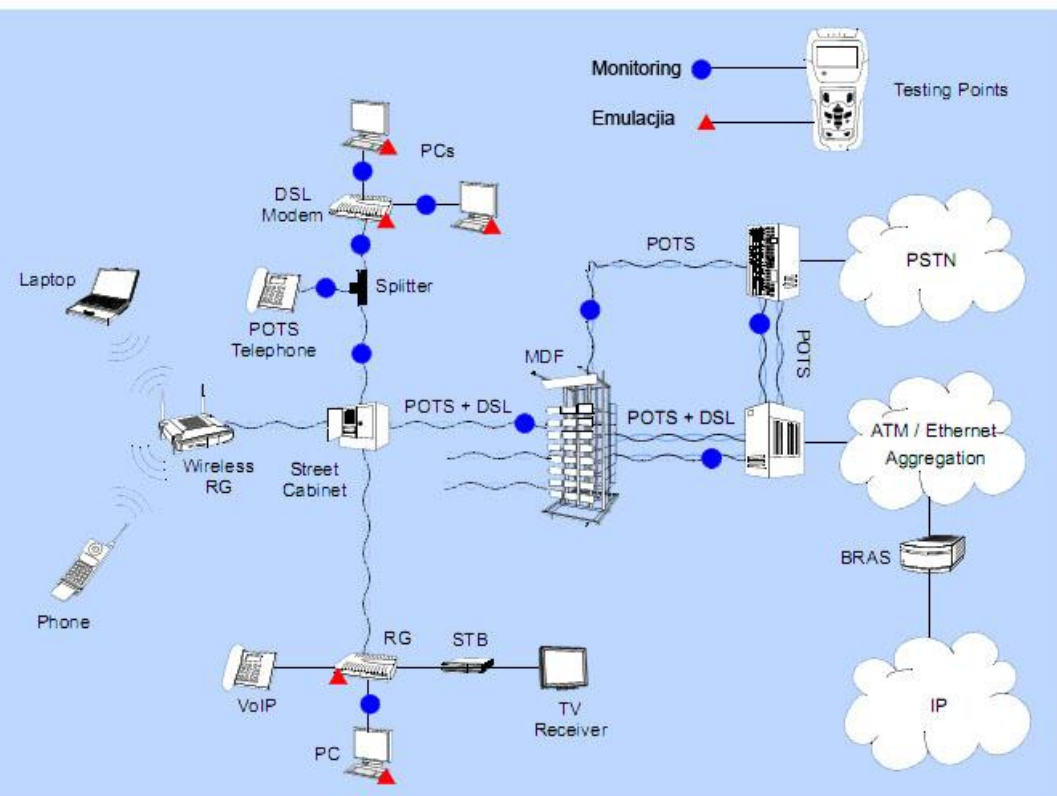 Monitoring
Emulacjia
Testing Points
PCs
DSL
Modem
Laptop
Splitter
POTS
Telephone
POTS
PSTN
POTS
MDF
POTS + DSL
POTS + DSL
ATM / Ethernet
Aggregation
Wireless
RG
Street
Cabinet
BRAS
Phone
RG
STB
VoIP
TV
Receiver
IP
PC